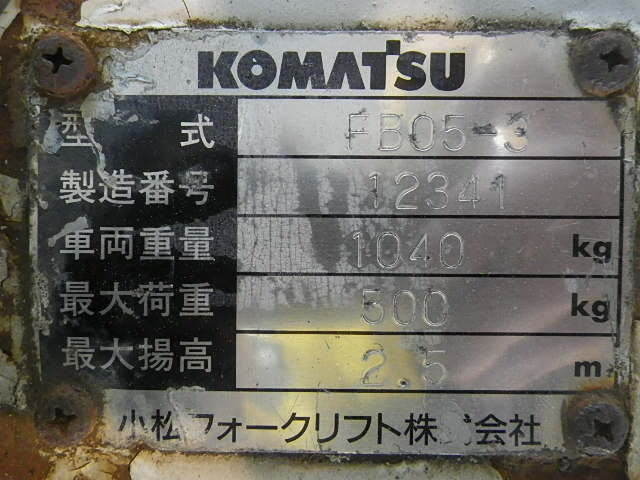 KOMATSU
型 式 FB05-3
製造番号 12341
車両重量 1040 kg
最大荷重 500 kg
最大揚高 2.5 m
小松フォークリフト株式会社